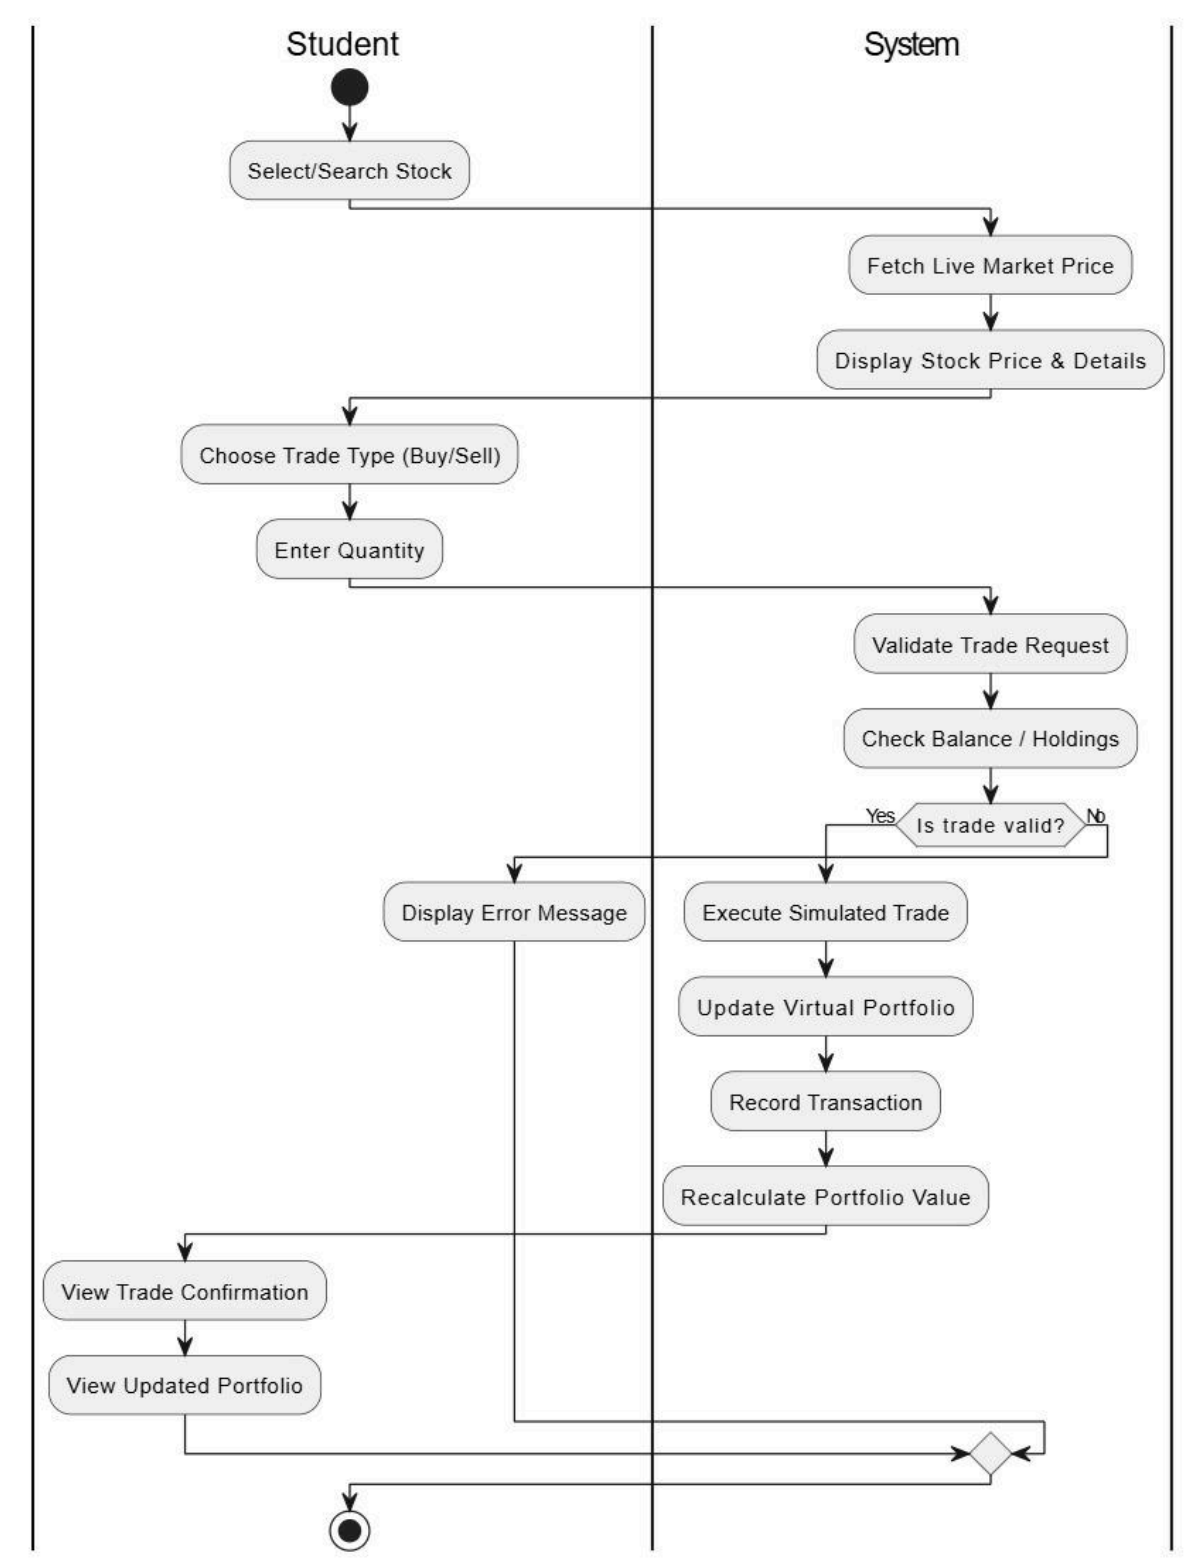 Student
System
Select/Search Stock
Fetch Live Market Price
Display Stock Price & Details
Choose Trade Type (Buy/Sell)
Enter Quantity
Validate Trade Request
Check Balance / Holdings
Yes
Is trade valid?
No
Display Error Message
Execute Simulated Trade
Update Virtual Portfolio
Record Transaction
Recalculate Portfolio Value
View Trade Confirmation
View Updated Portfolio